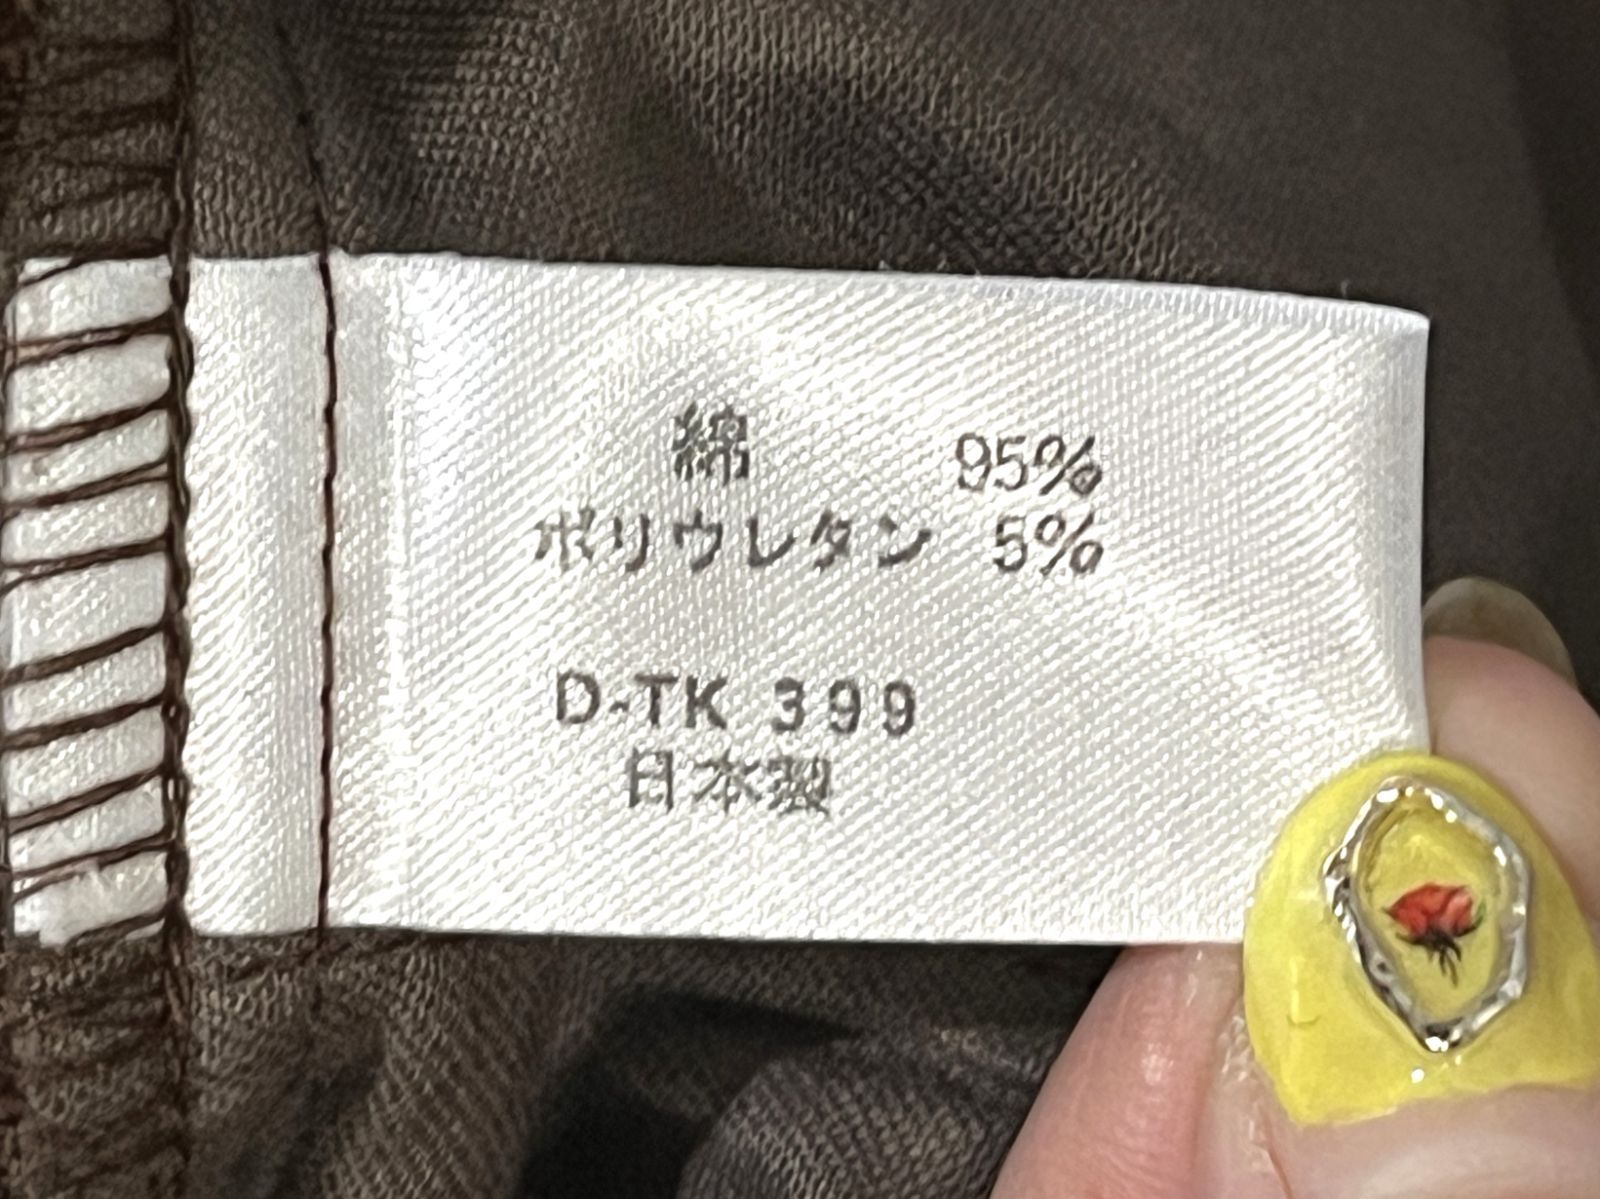 綿 95%
ポリウレタン 5%
D-TK 399
日本製